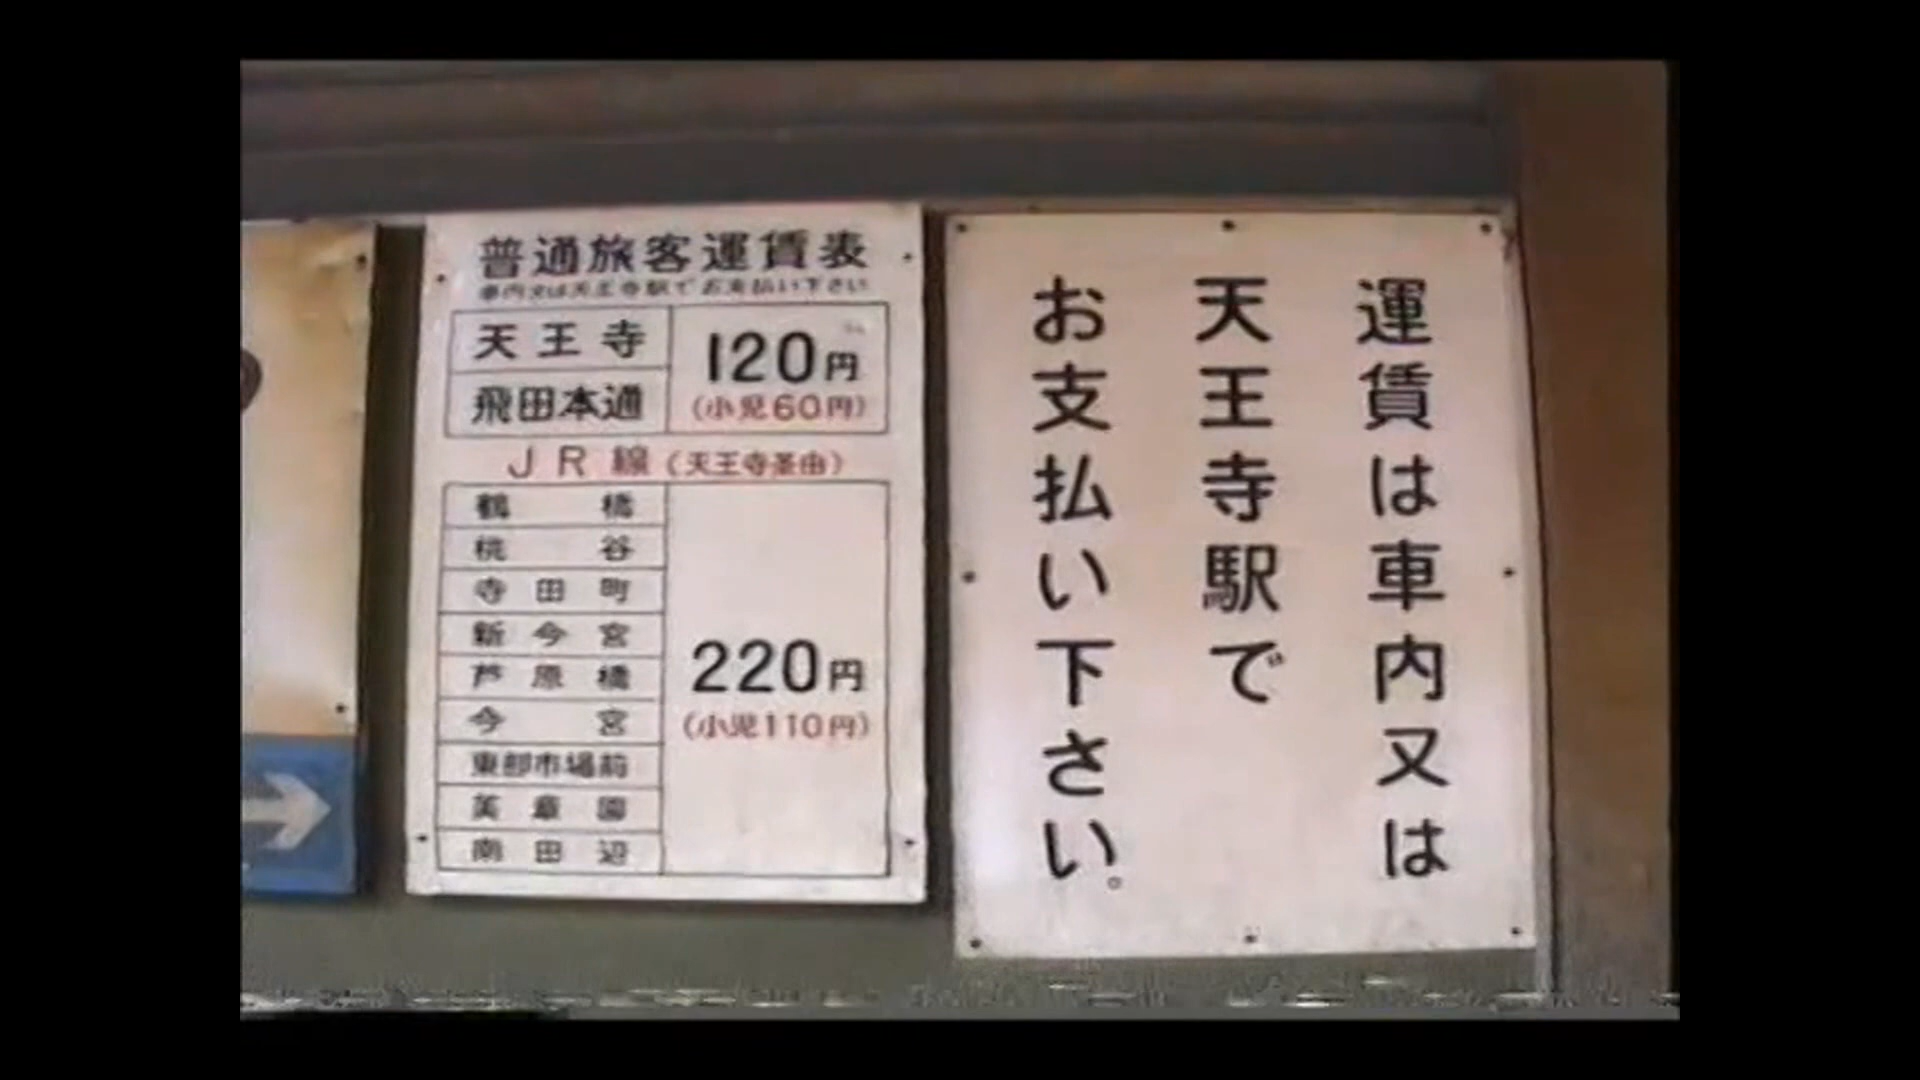 普通旅客運賃表
車内又は天王寺駅でお支払い下さい
天王寺
飛田本通
120円
(小児60円)
JR線(天王寺経由)
鶴橋
桃谷
寺田町
新今宮
芦原橋
今宮
東部市場前
美章園
南田辺
220円
(小児110円)
運賃は車内又は
天王寺駅で
お支払い下さい。